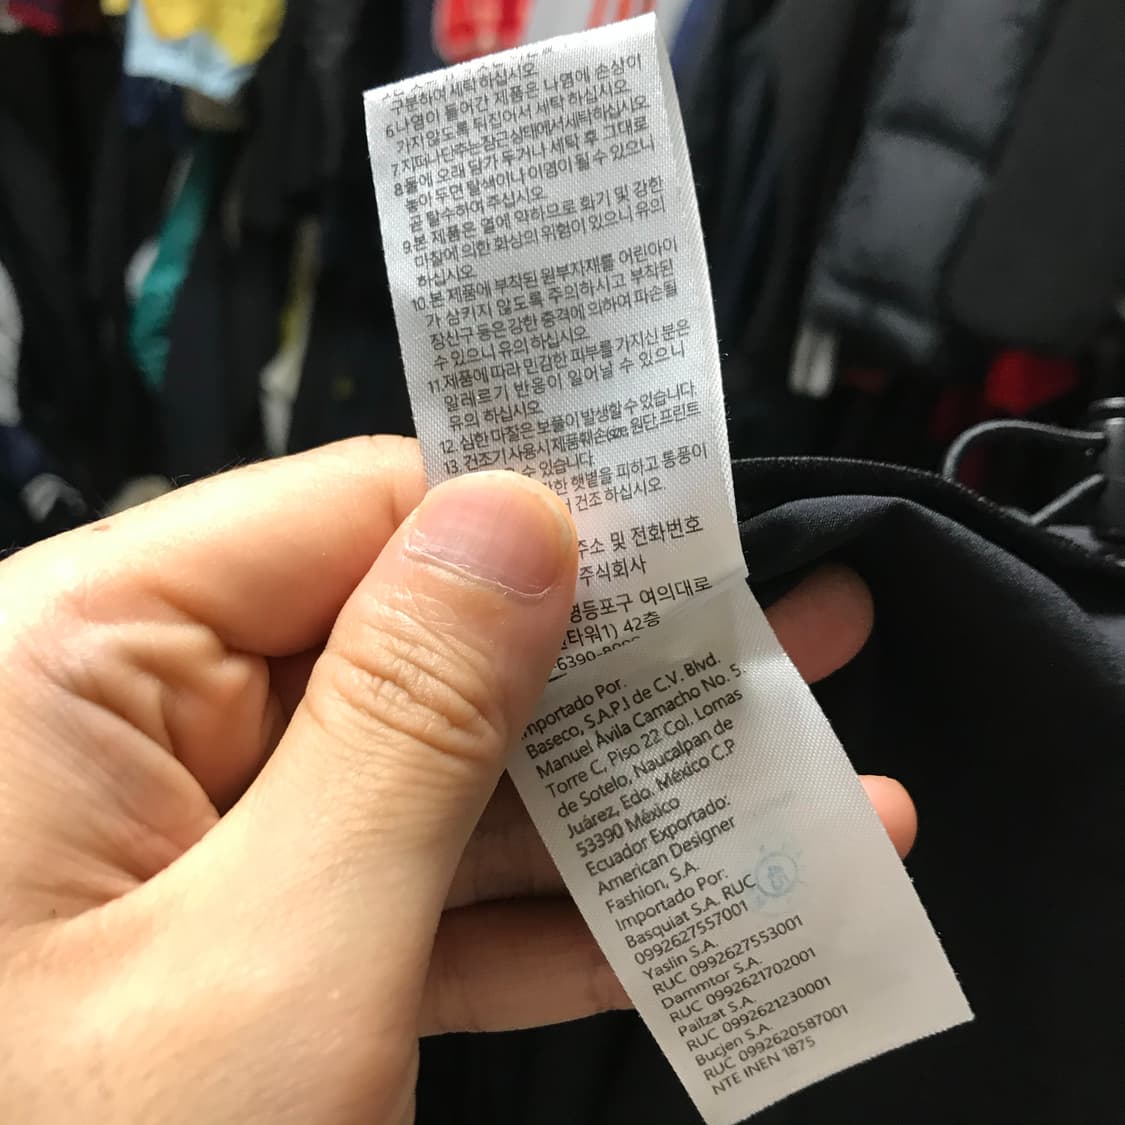 구분하여 세탁 하십시오
6.나염이 들어간 제품은 나염에 손상이
가지 않도록 뒤집어서 세탁 하십시오
7.지퍼나 단추는 잠근상태에서 세탁하십시오
8.물에 오래 담가 두거나 세탁 후 그대로
놓아 두면 탈색이나 이염이 될 수 있으니
곧 탈수하여 주십시오
9.본 제품은 열에 약하므로 화기 및 강한
마찰에 의한 화상의 위험이 있으니 유의
하십시오
10.본 제품에 부착된 원부자재를 어린아이
가 삼키지 않도록 주의하시고 부착된
장신구 등은 강한 충격에 의하여 파손될
수 있으니 유의 하십시오
11.제품에 따라 민감한 피부를 가지신 분은
알레르기 반응이 일어날 수 있으니
유의 하십시오
12. 심한 마찰은 보풀이 발생할 수 있습니다
13. 건조기 사용시 제품훼손(size, 원단, 프린트
수 있습니다
햇볕을 피하고 통풍이
건조 하십시오
주소 및 전화번호
주식회사
영등포구 여의대로
타워1) 42층
6390-
Importado Por.
Baseco, S.A.P.I de C.V. Blvd.
Manuel Ávila Camacho No. 5.
Torre C, Piso 22 Col. Lomas
de Sotelo, Naucalpan de
Juárez, Edo. México C.P
53390 México
Ecuador Exportado:
American Designer
Fashion, S.A.
Importado Por:
Basquiat S.A. RUC
0992627557001
Yaslin S.A.
RUC 0992627553001
Dammtor S.A.
RUC 0992621702001
Pailzat S.A.
RUC 0992621230001
Bucjen S.A.
RUC 0992620587001
NTE INEN 1875